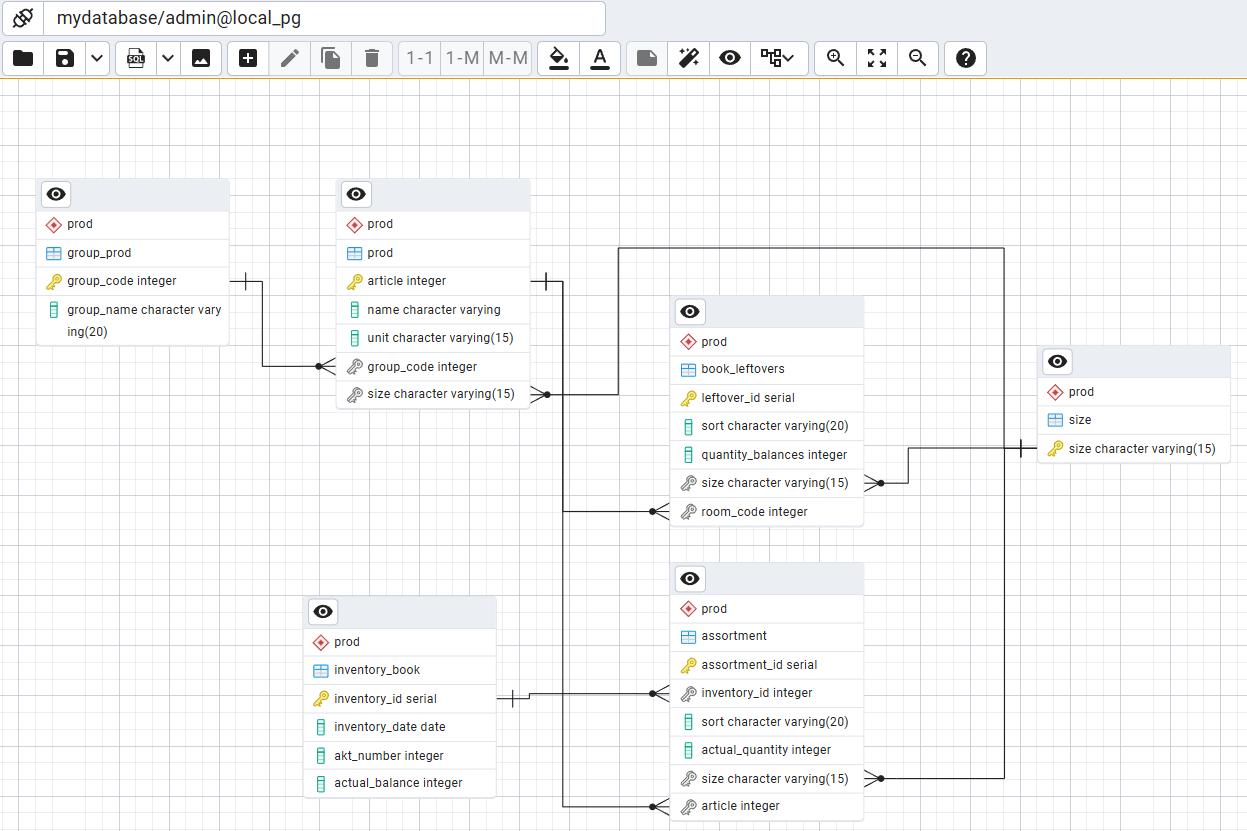 mydatabase/admin@local_pg
SQL
1-1 1-M M-M
A
prod
group_prod
group_code integer
group_name character vary
ing(20)
prod
prod
article integer
name character varying
unit character varying(15)
group_code integer
size character varying(15)
prod
book_leftovers
leftover_id serial
sort character varying(20)
quantity_balances integer
size character varying(15)
room_code integer
prod
size
size character varying(15)
prod
inventory_book
inventory_id serial
inventory_date date
akt_number integer
actual_balance integer
prod
assortment
assortment_id serial
inventory_id integer
sort character varying(20)
actual_quantity integer
size character varying(15)
article integer